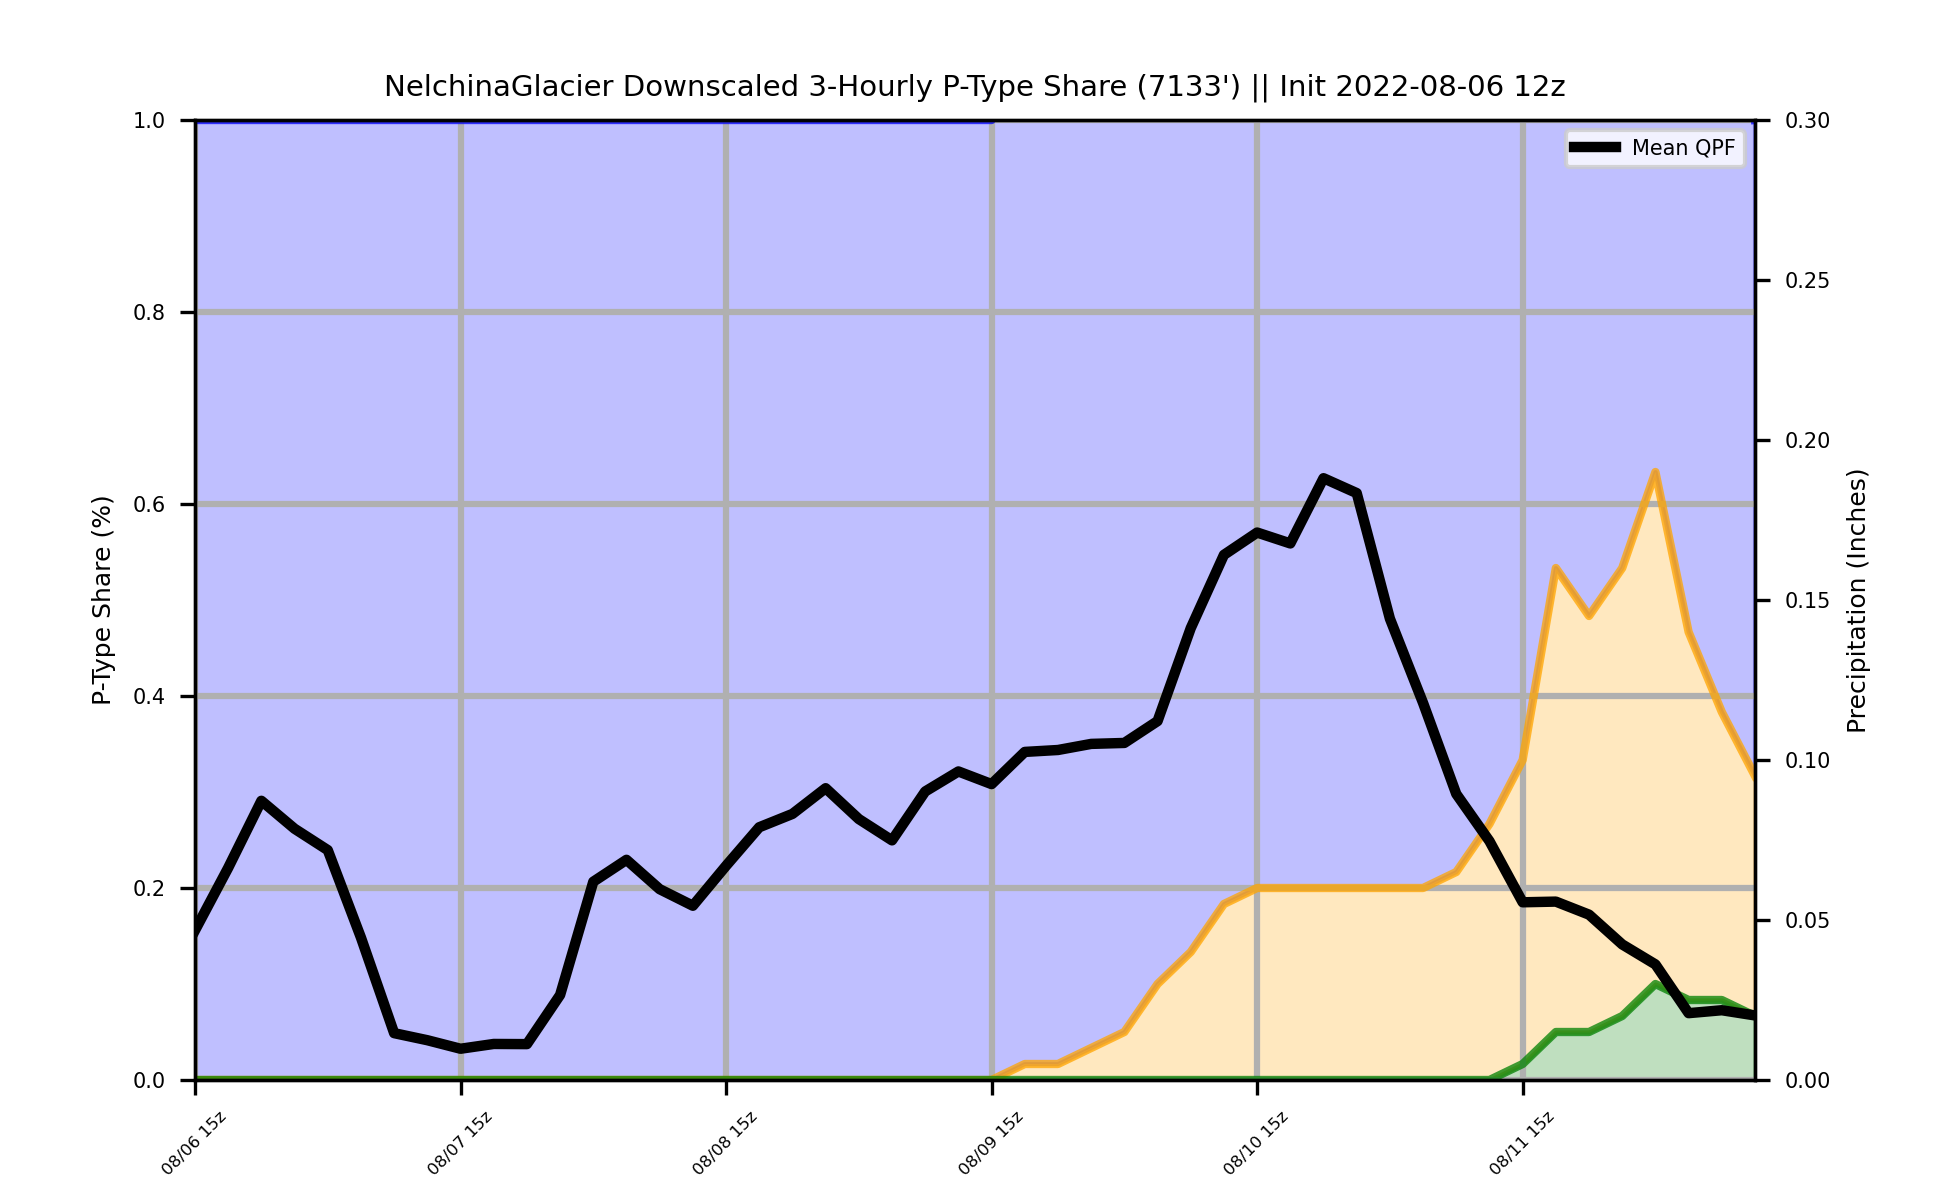 NelchinaGlacier Downscaled 3-Hourly P-Type Share (7133') || Init 2022-08-06 12z
Mean QPF
P-Type Share (%)
1.0
0.8
0.6
0.4
0.2
0.0
0.30
0.25
0.20
0.15
0.10
0.05
0.00
Precipitation (Inches)
08/06 15z
08/07 15z
08/08 15z
08/09 15z
08/10 15z
08/11 15z